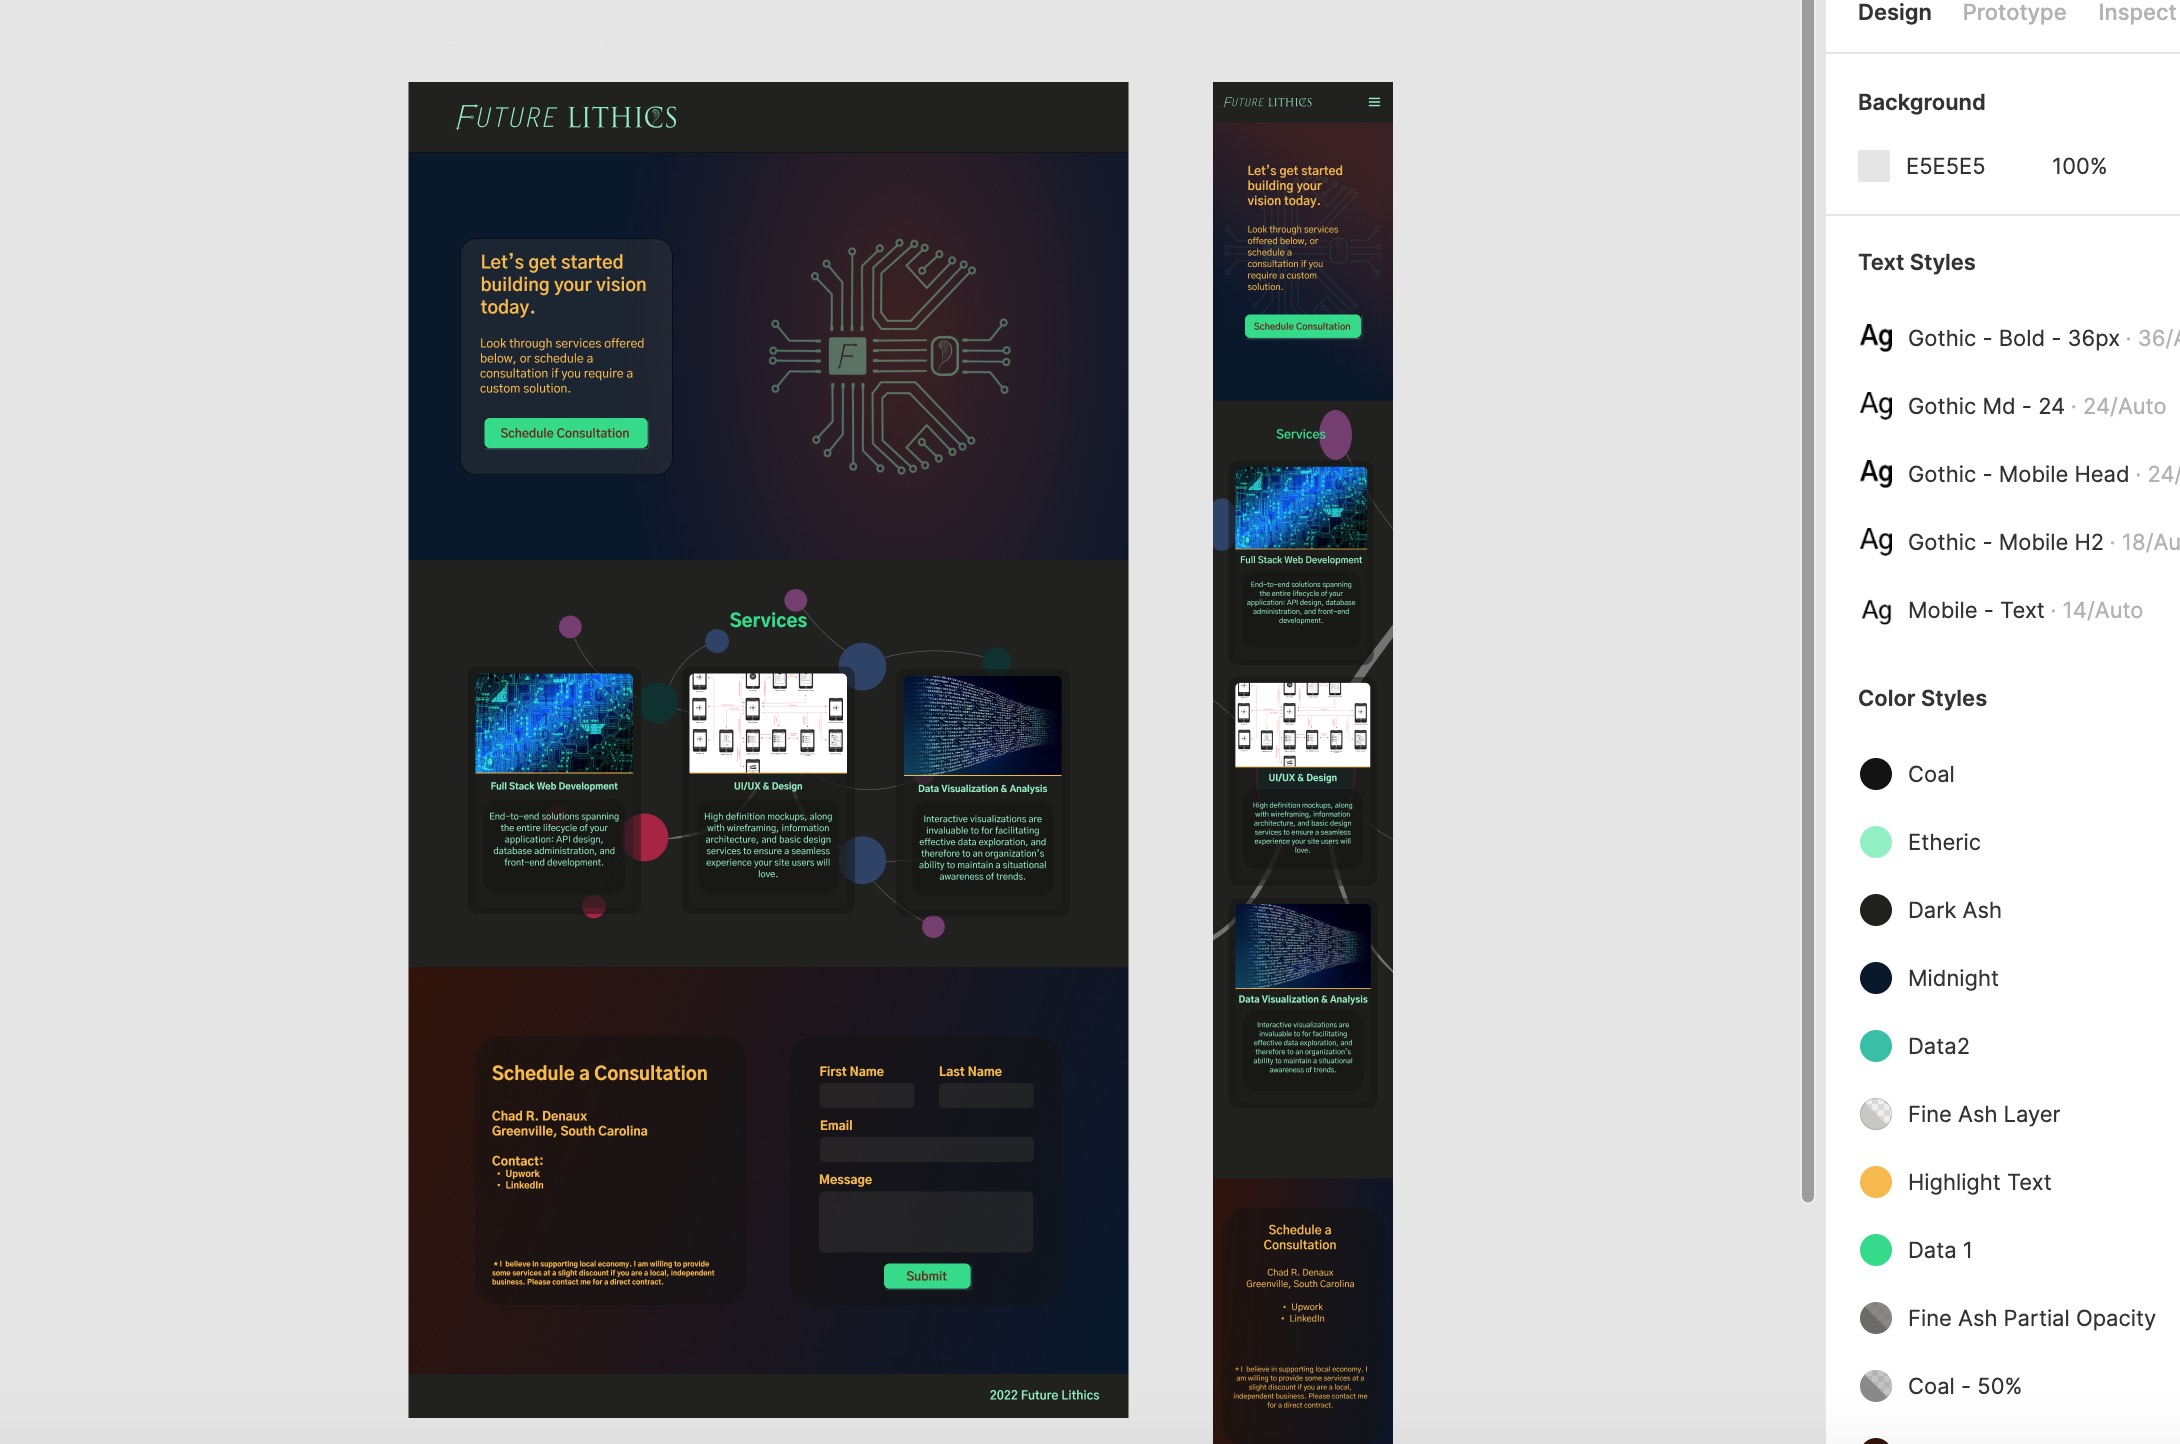 Future LITHICS
Let's get started
building your vision
today.
Look through services offered
below, or schedule a
consultation if you require a
custom solution.
Schedule Consultation
F
Services
Full Stack Web Development
End-to-end solutions spanning
the entire lifecycle of your
application: API design,
database administration, and
front-end development.
UI/UX & Design
High definition mockups, along
with wireframing, information
architecture, and basic design
services to ensure a seamless
experience your site users will
love.
Data Visualization & Analysis
Interactive visualizations are
invaluable to for facilitating
effective data exploration, and
therefore to an organization's
ability to maintain a situational
awareness of trends.
Schedule a Consultation
Chad R. Denaux
Greenville, South Carolina
Contact:
• Upwork
• LinkedIn
* I believe in supporting local economy. I am willing to provide
some services at a slight discount if you are a local, independent
business. Please contact me for a direct contract.
First Name Last Name
Email
Message
Submit
2022 Future Lithics
Future LITHICS
Let's get started
building your
vision today.
Look through services
offered below, or
schedule a
consultation if you
require a custom
solution.
Schedule Consultation
Services
Full Stack Web Development
End-to-end solutions spanning
the entire lifecycle of your
application: API design, database
administration, and front-end
development.
UI/UX & Design
High definition mockups, along
with wireframing, information
architecture, and basic design
services to ensure a seamless
experience your site users will
love.
Data Visualization & Analysis
Interactive visualizations are
invaluable to for facilitating
effective data exploration, and
therefore to an organization's
ability to maintain a situational
awareness of trends.
Schedule a
Consultation
Chad R. Denaux
Greenville, South Carolina
• Upwork
• LinkedIn
* I believe in supporting local economy. I
am willing to provide some services at a
slight discount if you are a local,
independent business. Please contact me
for a direct contract.
Design Prototype Inspect
Background
E5E5E5 100%
Text Styles
Ag Gothic - Bold - 36px · 36/A
Ag Gothic Md - 24 · 24/Auto
Ag Gothic - Mobile Head · 24/
Ag Gothic - Mobile H2 · 18/Au
Ag Mobile - Text · 14/Auto
Color Styles
Coal
Etheric
Dark Ash
Midnight
Data2
Fine Ash Layer
Highlight Text
Data 1
Fine Ash Partial Opacity
Coal - 50%